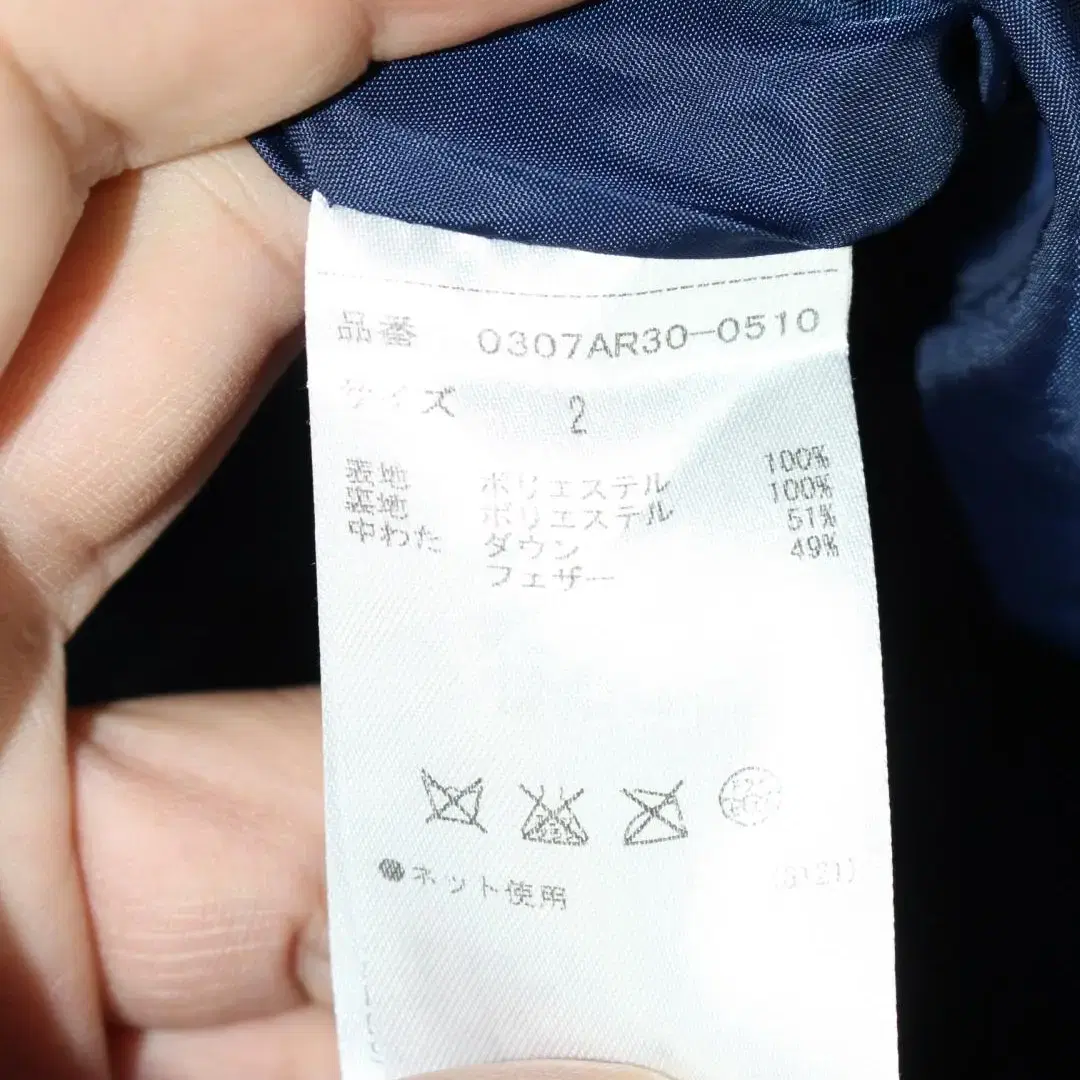 品番 0307AR30-0510
サイズ 2
表地 ポリエステル 100%
裏地 ポリエステル 100%
中わた ダウン 51%
フェザー 49%
●ネット使用